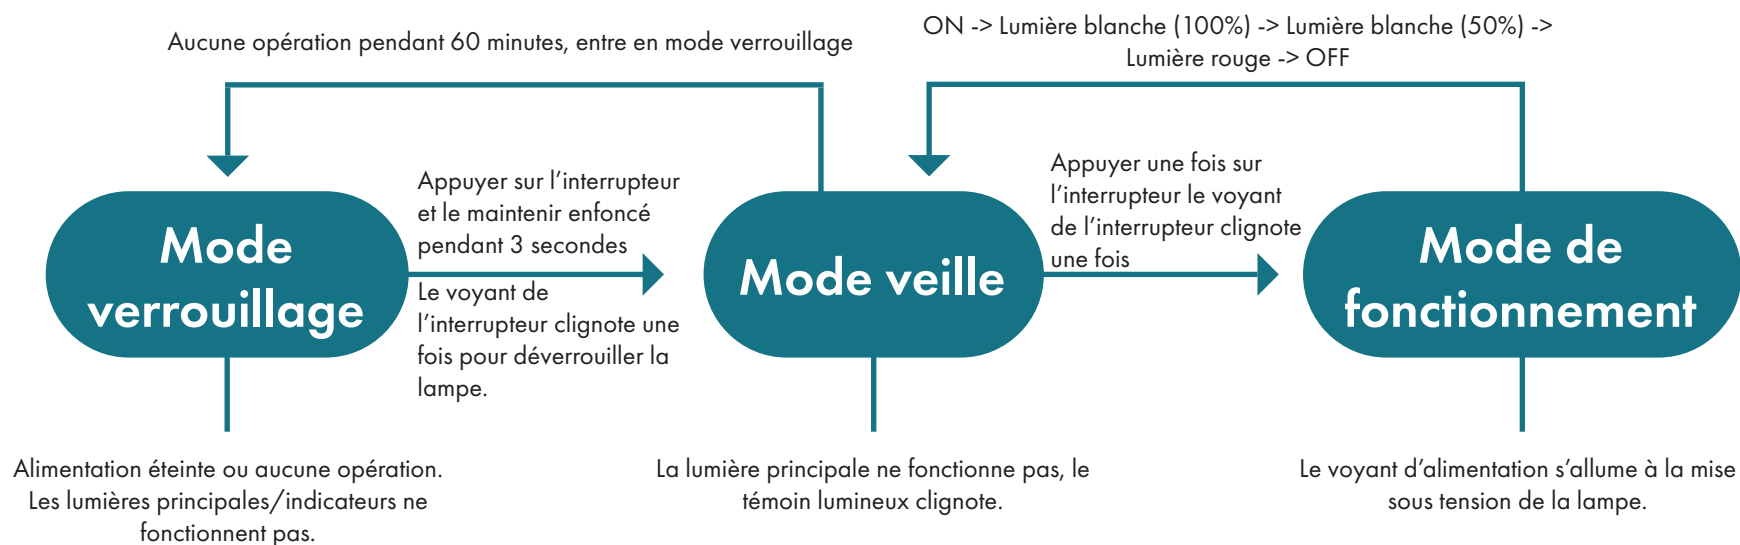 Aucune opération pendant 60 minutes, entre en mode verrouillage
ON -> Lumière blanche (100%) -> Lumière blanche (50%) ->
Lumière rouge -> OFF
Mode
verrouillage
Appuyer sur l’interrupteur
et le maintenir enfoncé
pendant 3 secondes
Le voyant de
l’interrupteur clignote une
fois pour déverrouiller la
lampe.
Mode veille
Appuyer une fois sur
l’interrupteur le voyant
de l’interrupteur clignote
une fois
Mode de
fonctionnement
Alimentation éteinte ou aucune opération.
Les lumières principales/indicateurs ne
fonctionnent pas.
La lumière principale ne fonctionne pas, le
témoin lumineux clignote.
Le voyant d’alimentation s’allume à la mise
sous tension de la lampe.